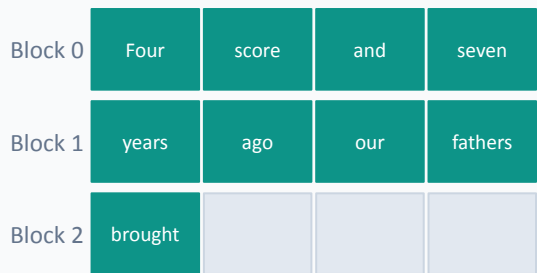 Block 0 Four score and seven
Block 1 years ago our fathers
Block 2 brought